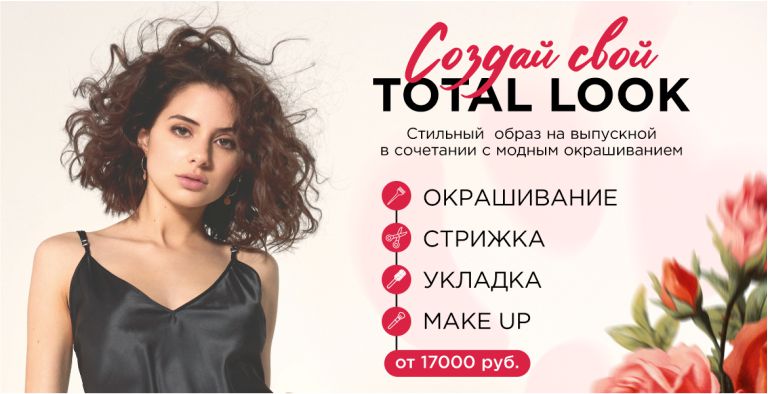 Создай свой
TOTAL LOOK
Стильный образ на выпускной
в сочетании с модным окрашиванием
ОКРАШИВАНИЕ
СТРИЖКА
УКЛАДКА
MAKE UP
от 17000 руб.